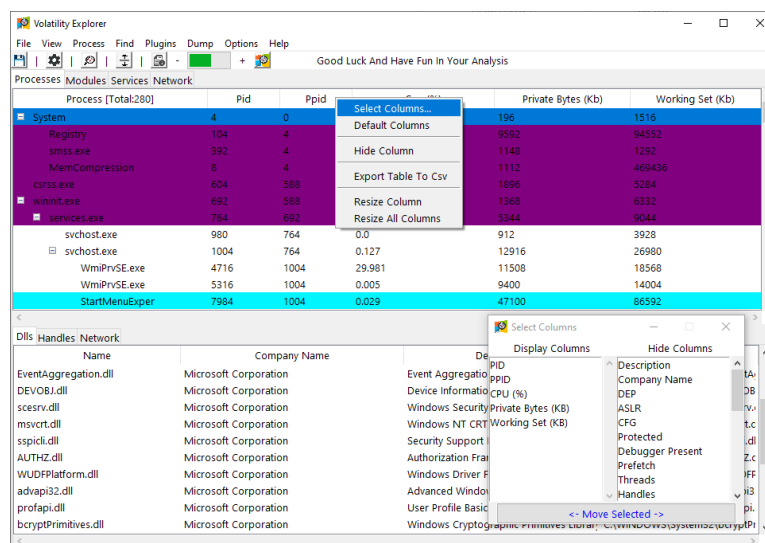 Volatility Explorer
File View Process Find Plugins Dump Options Help
- + Good Luck And Have Fun In Your Analysis
Processes Modules Services Network
Process [Total:280] Pid Ppid (%) Private Bytes (Kb) Working Set (Kb)
System 4 0 196 1516
Registry 104 4 9592 94552
smss.exe 392 4 1148 1292
MemCompression 8 4 1112 469436
csrss.exe 604 588 1896 5284
wininit.exe 692 588 1368 6332
services.exe 764 692 5344 9044
svchost.exe 980 764 0.0 912 3928
svchost.exe 1004 764 0.127 12916 26980
WmiPrvSE.exe 4716 1004 29.981 11508 18568
WmiPrvSE.exe 5316 1004 0.005 9400 14004
StartMenuExper 7984 1004 0.029 47100 86592
Select Columns...
Default Columns
Hide Column
Export Table To Csv
Resize Column
Resize All Columns
Dlls Handles Network
Name Company Name De
EventAggregation.dll Microsoft Corporation Event Aggregatio
DEVOBJ.dll Microsoft Corporation Device Informatio
scesrv.dll Microsoft Corporation Windows Security
msvcrt.dll Microsoft Corporation Windows NT CRT
sspicli.dll Microsoft Corporation Security Support
AUTHZ.dll Microsoft Corporation Authorization Fra
WUDFPlatform.dll Microsoft Corporation Windows Driver F
advapi32.dll Microsoft Corporation Advanced Window
profapi.dll Microsoft Corporation User Profile Basic
bcryptPrimitives.dll Microsoft Corporation Windows Cryptographic Primitives Library C:\WINDOWS\System32\bcryptPr
Select Columns
Display Columns Hide Columns
PID Description
PPID Company Name
CPU (%) DEP
Private Bytes (KB) ASLR
Working Set (KB) CFG
Protected
Debugger Present
Prefetch
Threads
Handles
<- Move Selected ->